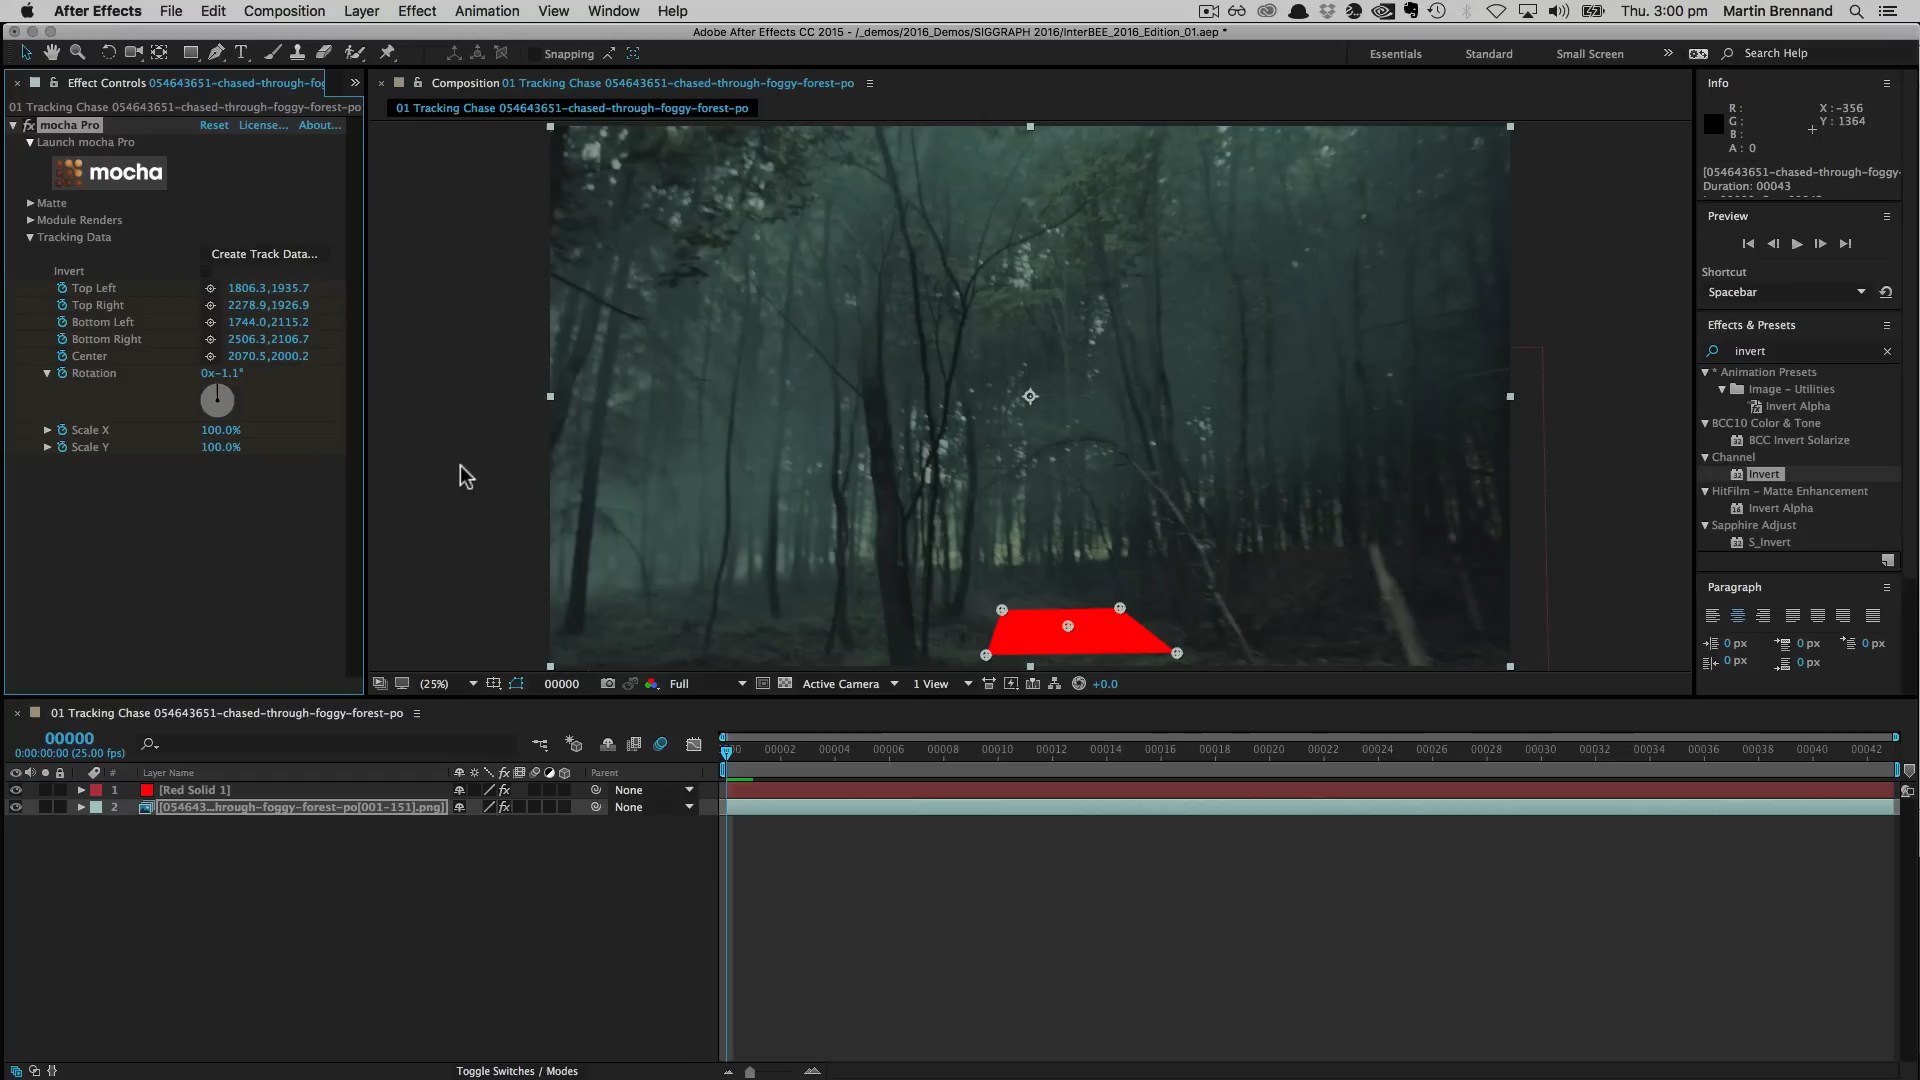 After Effects File Edit Composition Layer Effect Animation View Window Help Thu. 3:00 pm Martin Brennand
Adobe After Effects CC 2015 - /_demos/2016_Demos/SIGGRAPH 2016/InterBEE_2016_Edition_01.aep *
Snapping Essentials Standard Small Screen » Search Help
Effect Controls 054643651-chased-through-fog »
01 Tracking Chase 054643651-chased-through-foggy-forest-po
fx mocha Pro Reset License... About...
Launch mocha Pro
mocha
Matte
Module Renders
Tracking Data
Create Track Data...
Invert
Top Left 1806.3,1935.7
Top Right 2278.9,1926.9
Bottom Left 1744.0,2115.2
Bottom Right 2506.3,2106.7
Center 2070.5,2000.2
Rotation 0x-1.1°
Scale X 100.0%
Scale Y 100.0%
Composition 01 Tracking Chase 054643651-chased-through-foggy-forest-po
01 Tracking Chase 054643651-chased-through-foggy-forest-po
(25%) 00000 Full Active Camera 1 View +0.0
Info
R: X: -356
G: Y: 1364
B:
A: 0
[054643651-chased-through-foggy-
Duration: 00043
Preview
Shortcut
Spacebar
Effects & Presets
invert
* Animation Presets
Image - Utilities
Invert Alpha
BCC10 Color & Tone
BCC Invert Solarize
Channel
Invert
HitFilm - Matte Enhancement
Invert Alpha
Sapphire Adjust
S_Invert
Paragraph
0 px 0 px 0 px
0 px 0 px
01 Tracking Chase 054643651-chased-through-foggy-forest-po
00000
0:00:00:00 (25.00 fps)
00 00002 00004 00006 00008 00010 00012 00014 00016 00018 00020 00022 00024 00026 00028 00030 00032 00034 00036 00038 00040 00042
# Layer Name fx Parent
1 [Red Solid 1] fx None
2 [054643...hrough-foggy-forest-po[001-151].png] fx None
Toggle Switches / Modes